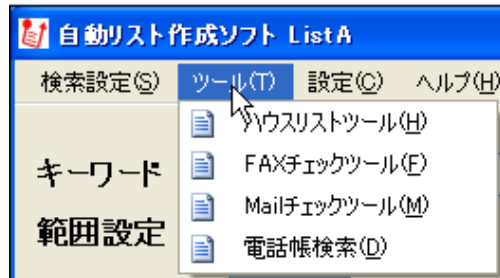 自動リスト作成ソフト ListA
検索設定(S) ツール(T) 設定(C) ヘルプ(H)
ハウスリストツール(H)
FAXチェックツール(F)
キーワード
Mailチェックツール(M)
範囲設定
電話帳検索(D)